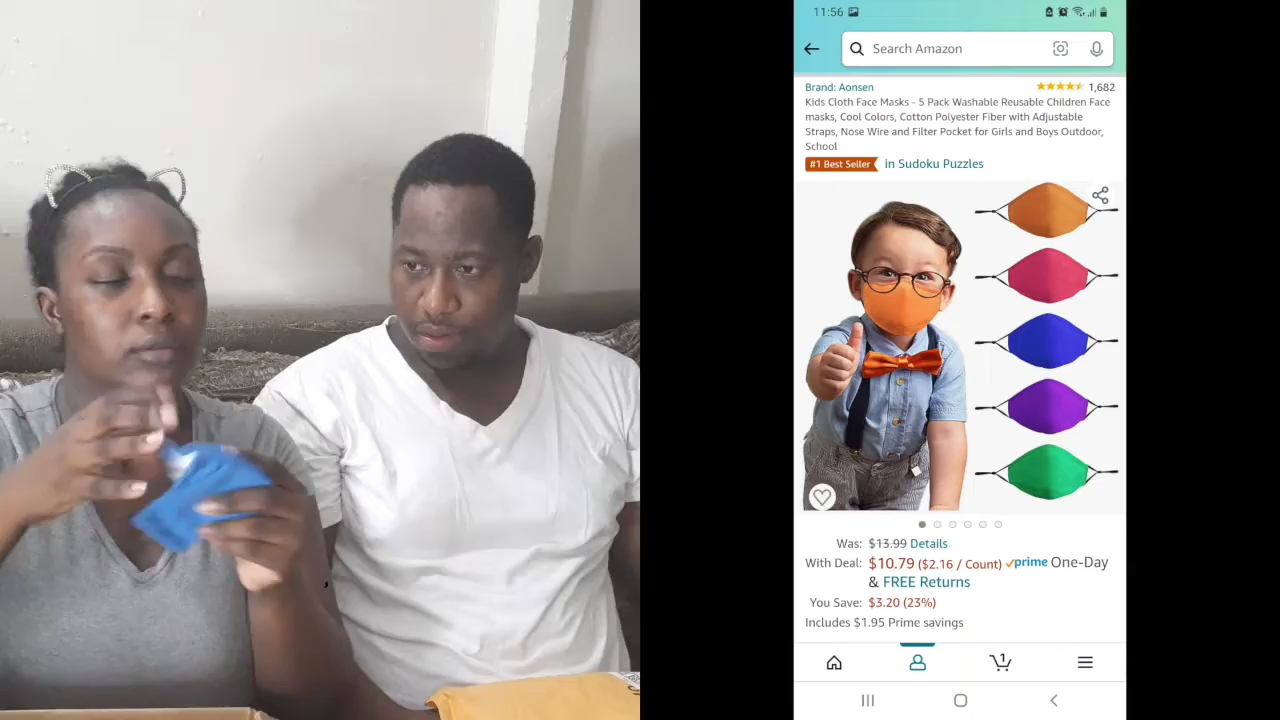 11:56
Search Amazon
Brand: Aonsen
1,682
Kids Cloth Face Masks - 5 Pack Washable Reusable Children Face
masks, Cool Colors, Cotton Polyester Fiber with Adjustable
Straps, Nose Wire and Filter Pocket for Girls and Boys Outdoor,
School
#1 Best Seller in Sudoku Puzzles
Was: $13.99 Details
With Deal: $10.79 ($2.16 / Count) prime One-Day
& FREE Returns
You Save: $3.20 (23%)
Includes $1.95 Prime savings
1